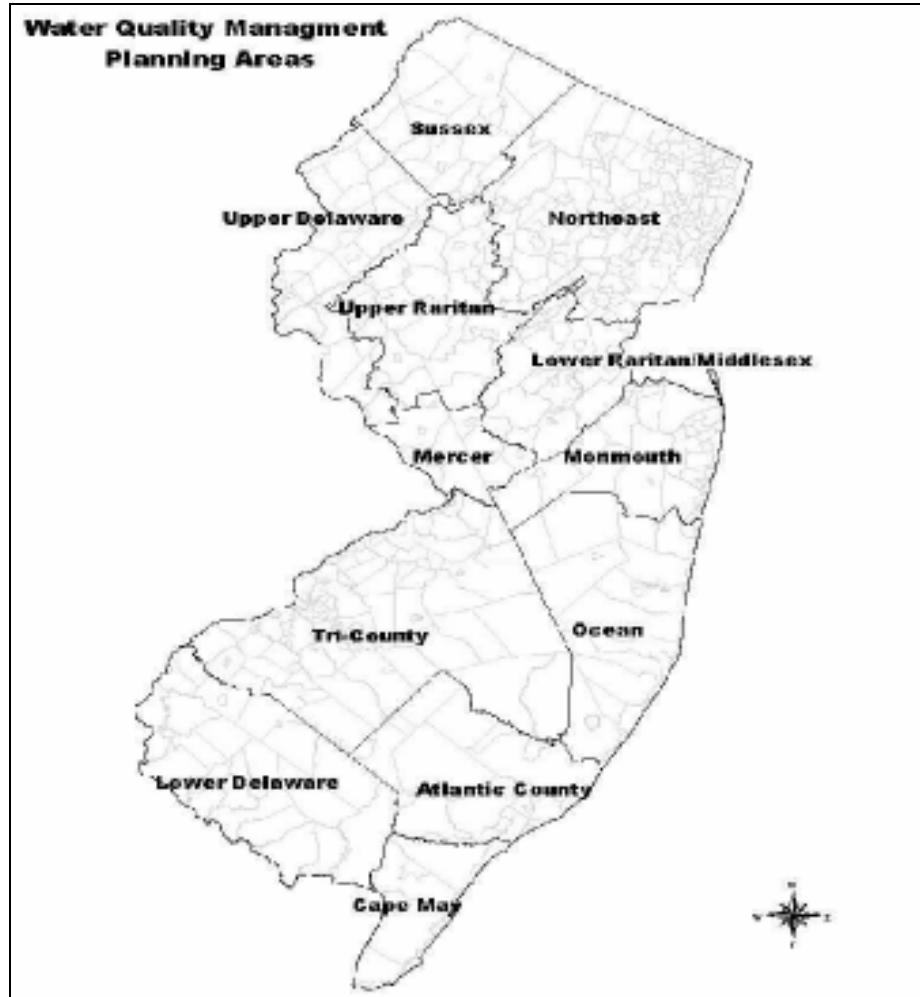 Water Quality Managment
Planning Areas
Sussex
Upper Delaware
Northeast
Upper Raritan
Lower Raritan/Middlesex
Mercer
Monmouth
Tri-County
Ocean
Lower Delaware
Atlantic County
Cape May